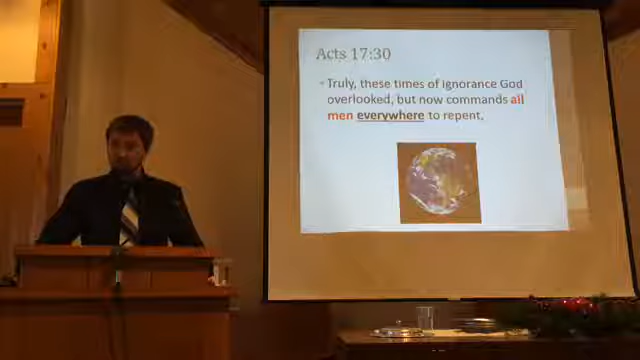 Acts 17:30
Truly, these times of ignorance God
overlooked, but now commands all
men everywhere to repent.